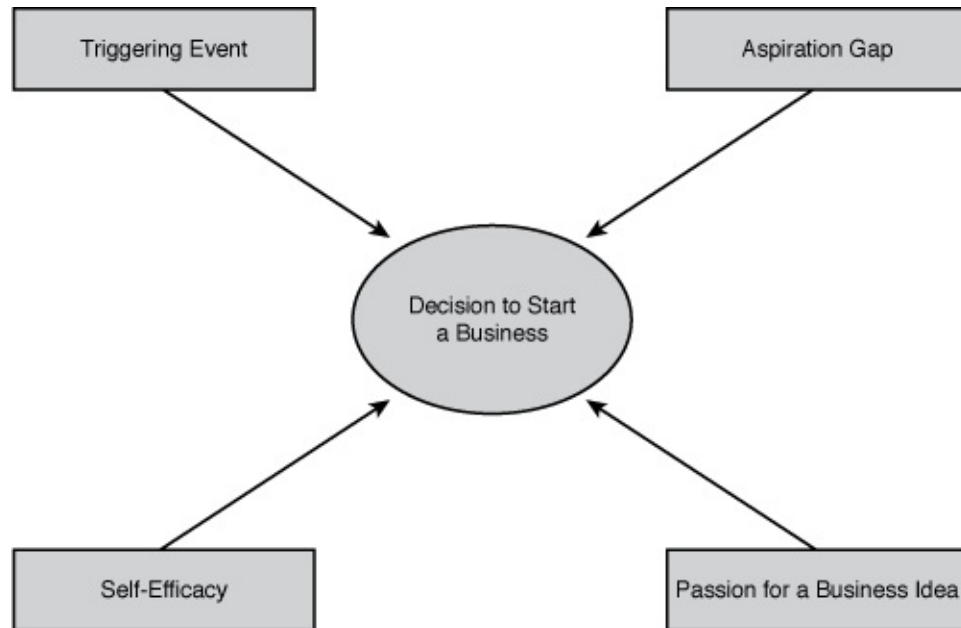 Triggering Event
Aspiration Gap
Decision to Start
a Business
Self-Efficacy
Passion for a Business Idea